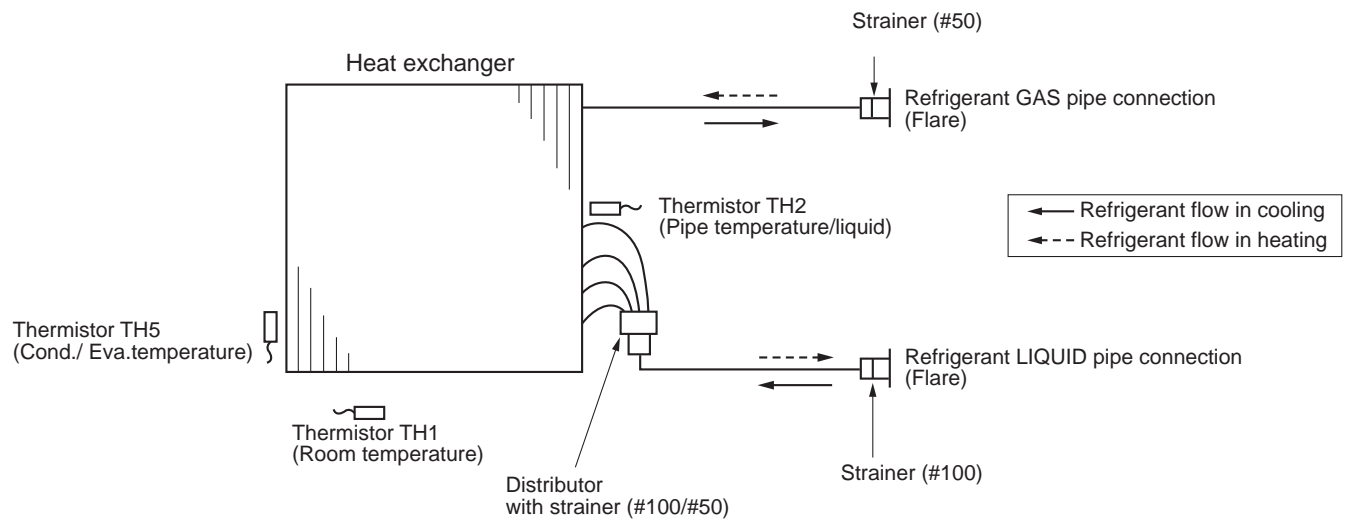 Strainer (#50)
Heat exchanger
Refrigerant GAS pipe connection
(Flare)
Thermistor TH2
(Pipe temperature/liquid)
Refrigerant flow in cooling
Refrigerant flow in heating
Thermistor TH5
(Cond./ Eva.temperature)
Refrigerant LIQUID pipe connection
(Flare)
Thermistor TH1
(Room temperature)
Strainer (#100)
Distributor
with strainer (#100/#50)